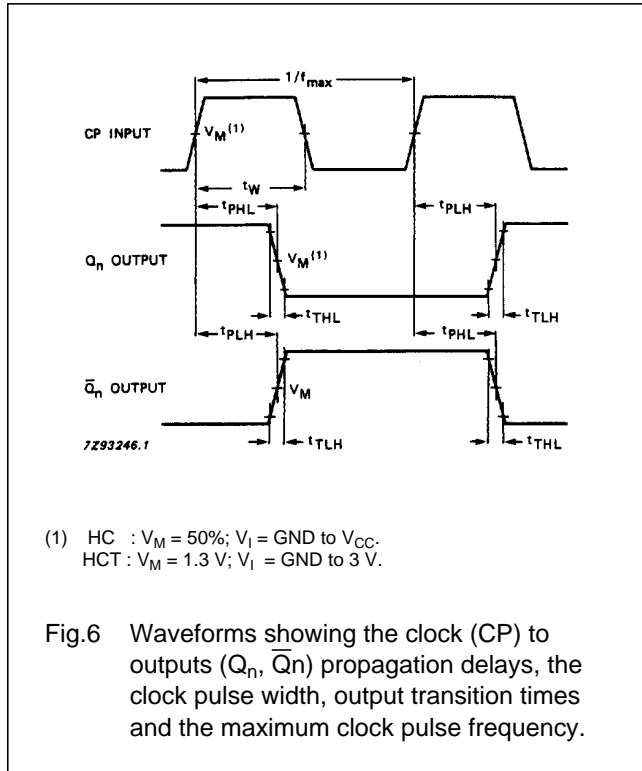 1/fmax
CP INPUT
VM(1)
tW
tPHL
tPLH
Qn OUTPUT
VM(1)
tTHL
tTLH
tPLH
tPHL
Q̅n OUTPUT
VM
7Z93246.1
tTLH
tTHL
(1) HC : VM = 50%; VI = GND to VCC.
HCT : VM = 1.3 V; VI = GND to 3 V.
Fig.6 Waveforms showing the clock (CP) to
outputs (Qn, Q̅n) propagation delays, the
clock pulse width, output transition times
and the maximum clock pulse frequency.